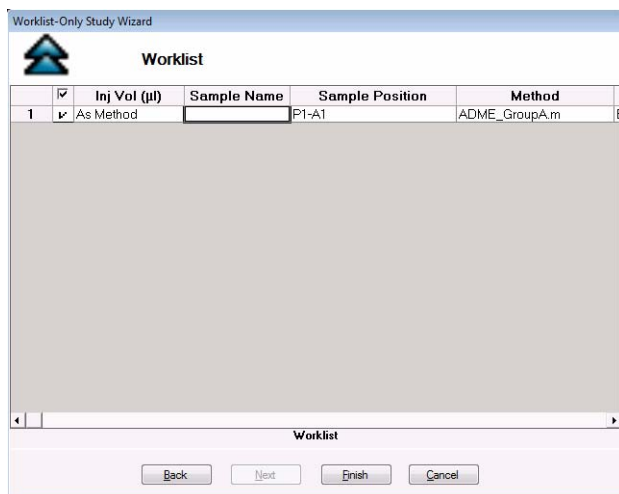 Worklist-Only Study Wizard
Worklist
Inj Vol (µl) Sample Name Sample Position Method
1 As Method P1-A1 ADME_GroupA.m
Worklist
Back Next Finish Cancel